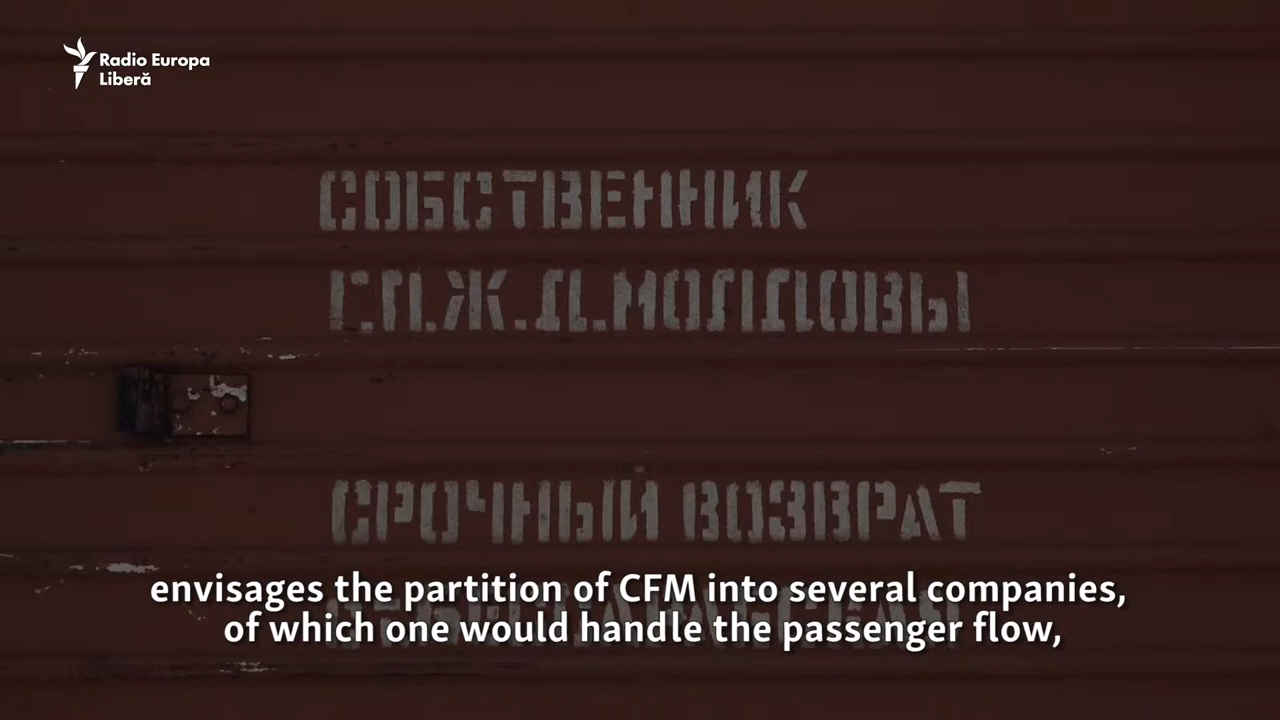 Radio Europa
Liberă
СОБСТВЕННИК
Г.П.Ж.Д.МОЛДОВЫ
СРОЧНЫЙ ВОЗВРАТ
envisages the partition of CFM into several companies,
of which one would handle the passenger flow,